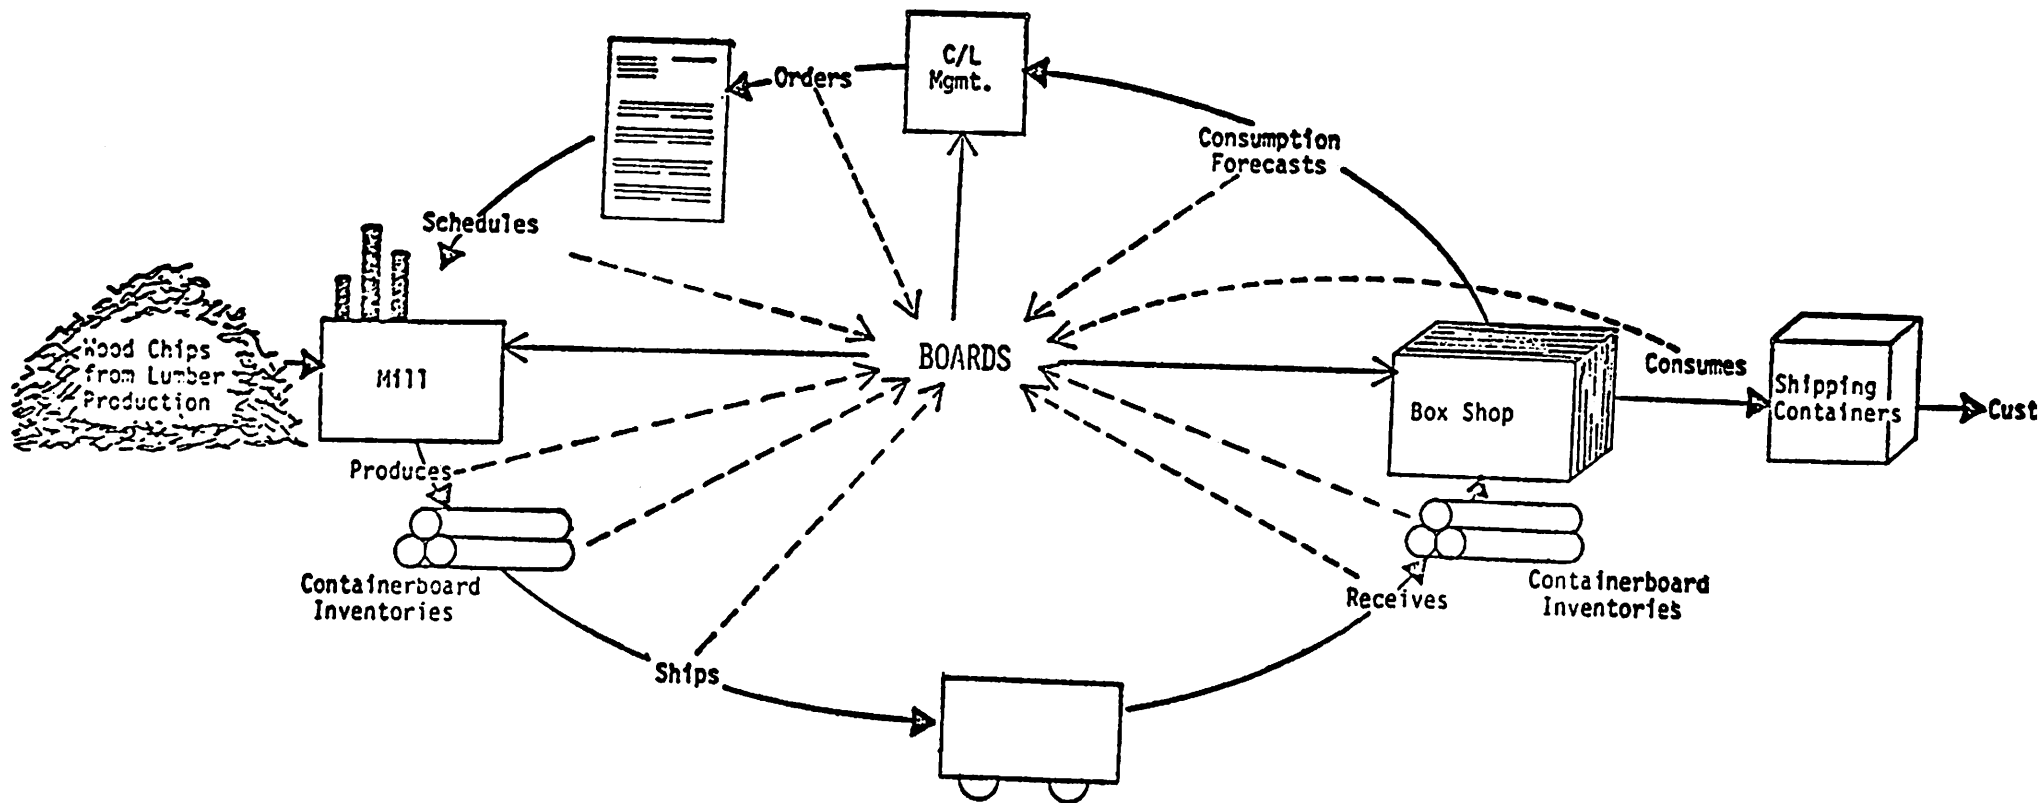 C/L
Mgmt.
Orders
Consumption
Forecasts
Schedules
Wood Chips
from Lumber
Production
Mill
BOARDS
Box Shop
Consumes
Shipping
Containers
Cust
Produces
Containerboard
Inventories
Receives
Containerboard
Inventories
Ships